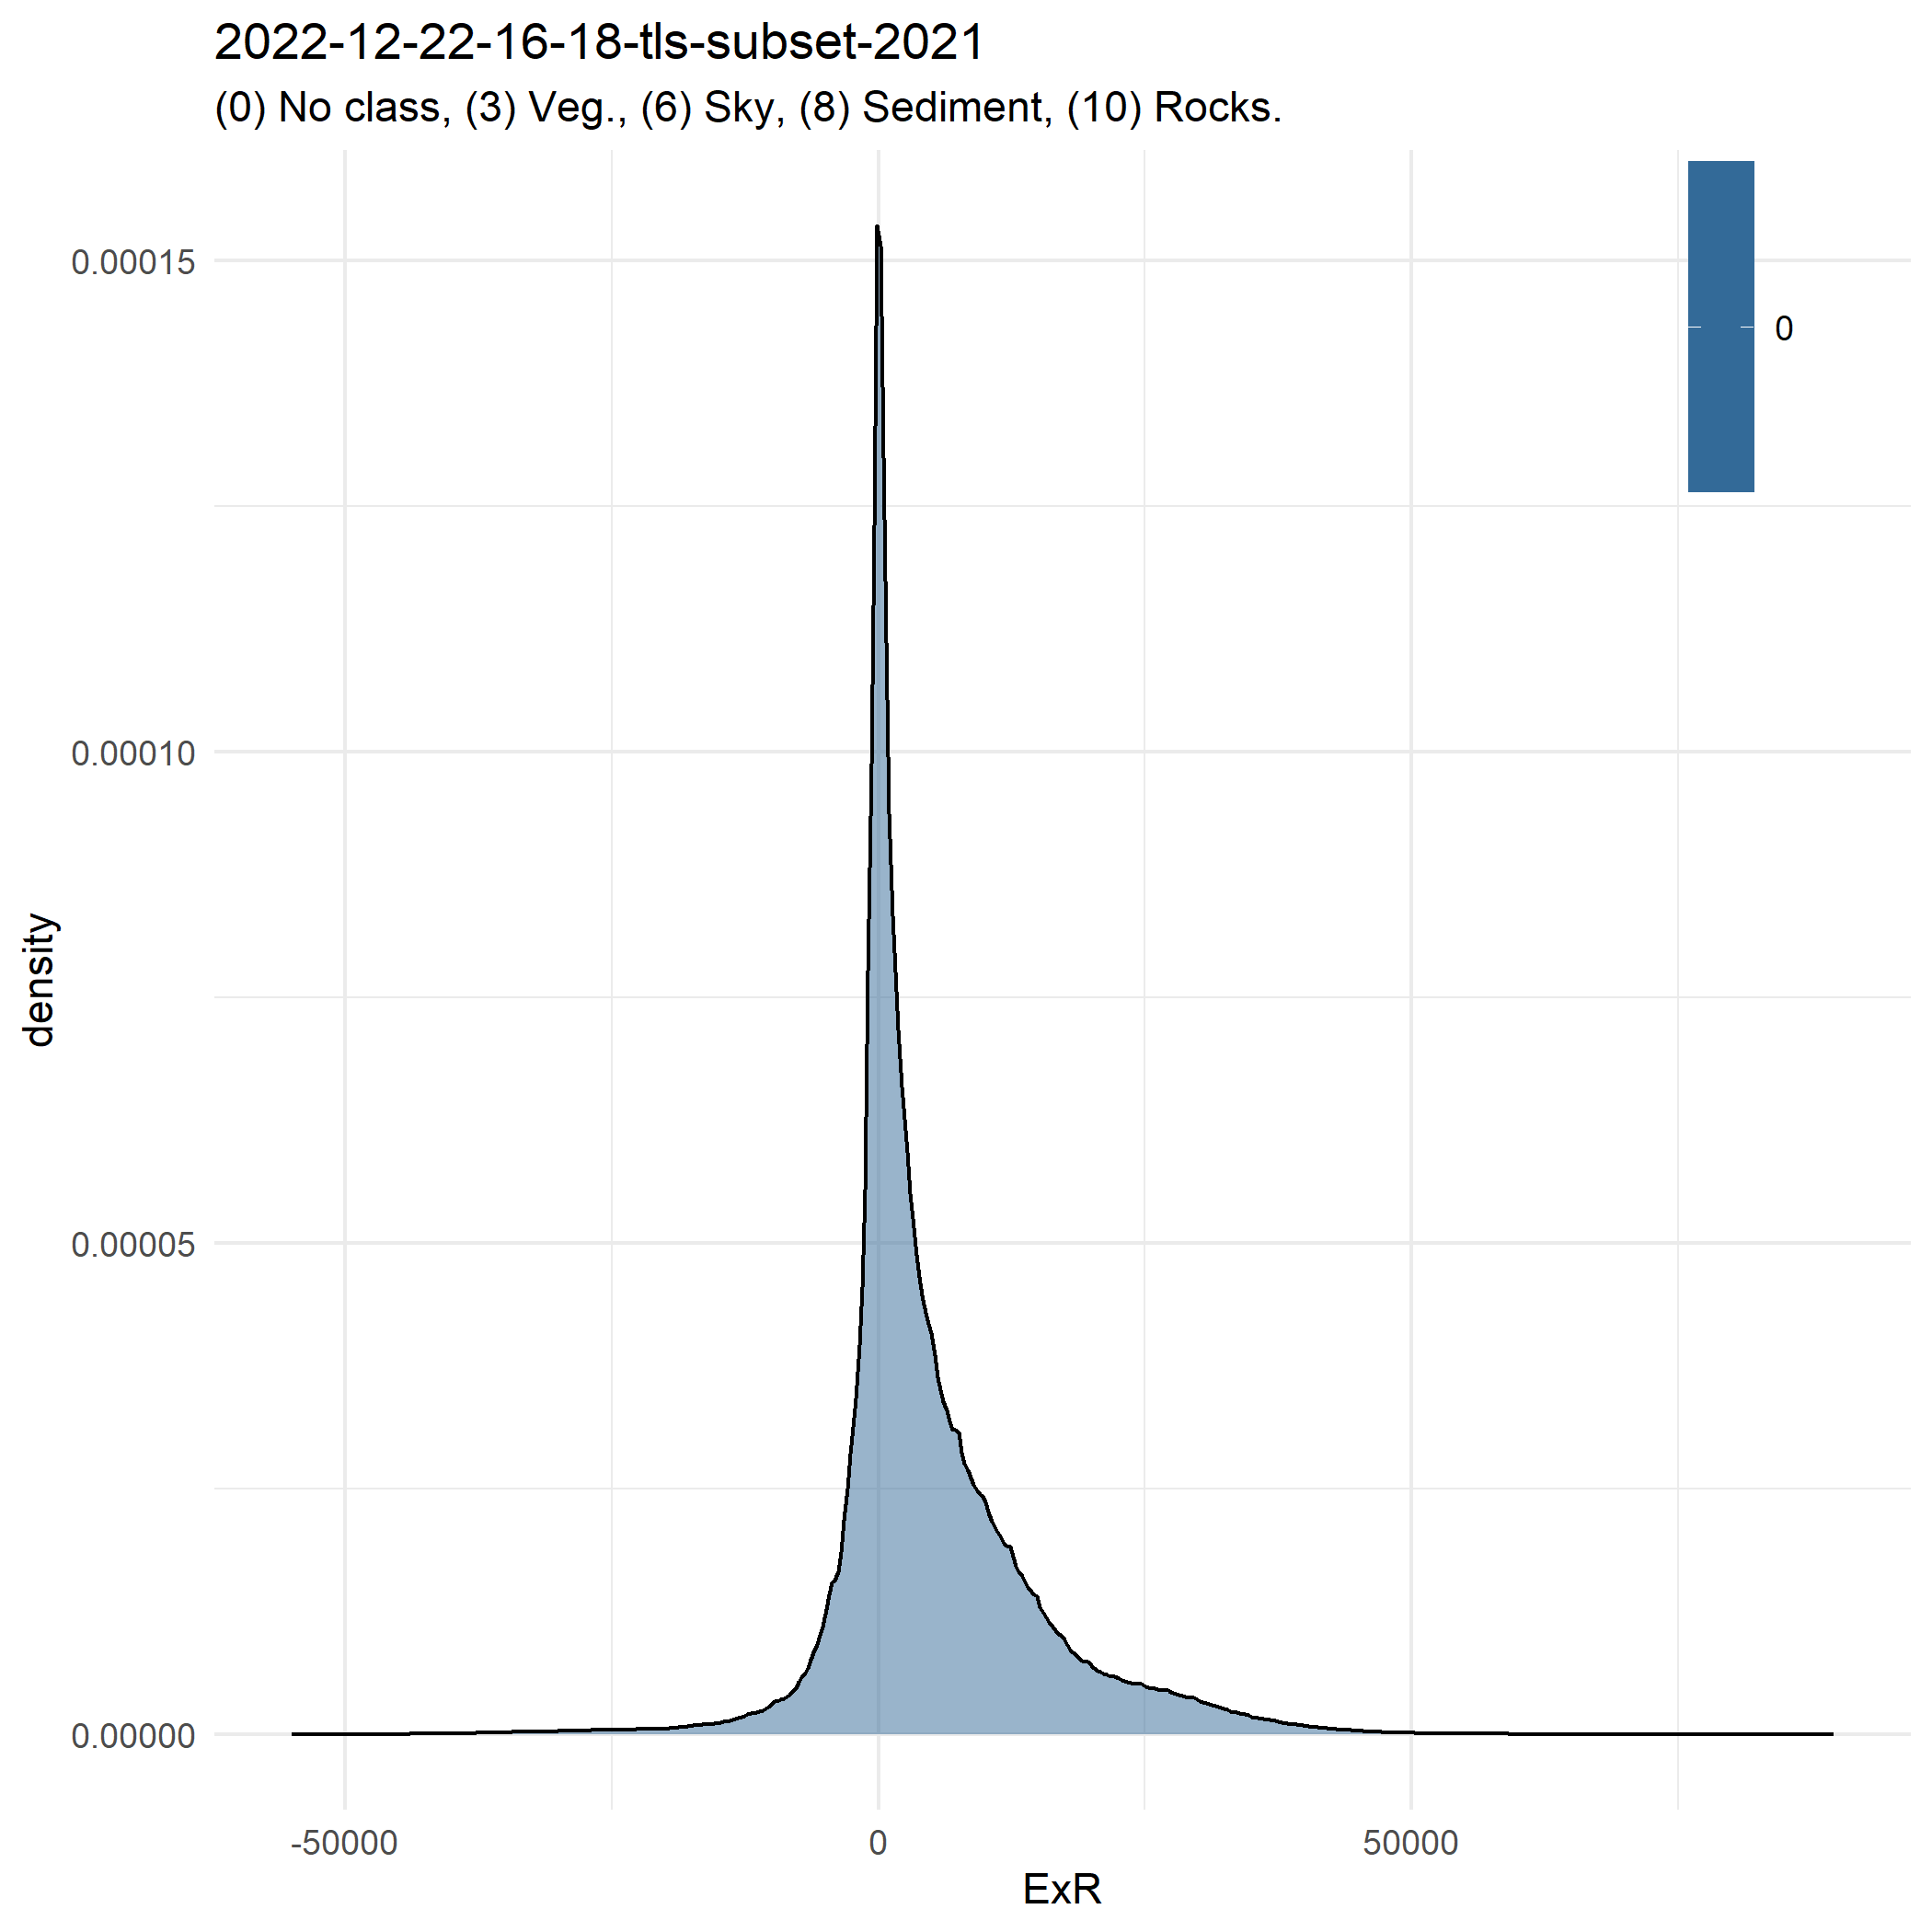 2022-12-22-16-18-tls-subset-2021
(0) No class, (3) Veg., (6) Sky, (8) Sediment, (10) Rocks.
0.00015
0
0.00010
density
0.00005
0.00000
-50000 0 50000
ExR